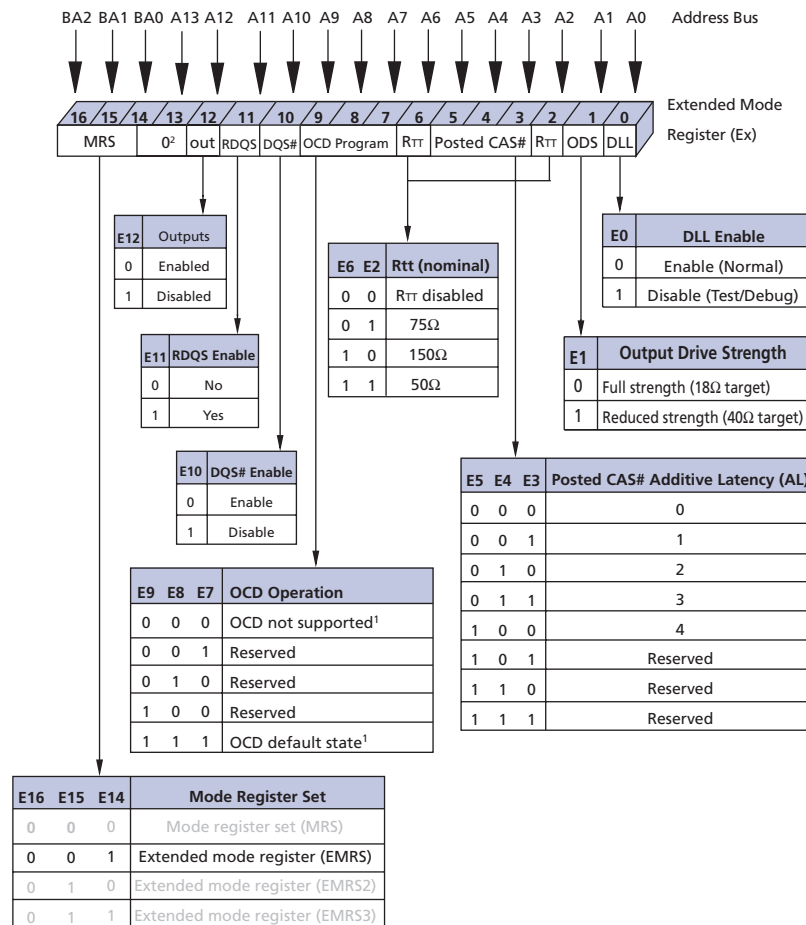 BA2 BA1 BA0 A13 A12 A11 A10 A9 A8 A7 A6 A5 A4 A3 A2 A1 A0 Address Bus
16 15 14 13 12 11 10 9 8 7 6 5 4 3 2 1 0
Extended Mode
Register (Ex)
MRS 0² out RDQS DQS# OCD Program RTT Posted CAS# RTT ODS DLL
E12 Outputs
0 Enabled
1 Disabled
E11 RDQS Enable
0 No
1 Yes
E10 DQS# Enable
0 Enable
1 Disable
E6 E2 Rtt (nominal)
0 0 RTT disabled
0 1 75Ω
1 0 150Ω
1 1 50Ω
E0 DLL Enable
0 Enable (Normal)
1 Disable (Test/Debug)
E1 Output Drive Strength
0 Full strength (18Ω target)
1 Reduced strength (40Ω target)
E5 E4 E3 Posted CAS# Additive Latency (AL)
0 0 0 0
0 0 1 1
0 1 0 2
0 1 1 3
1 0 0 4
1 0 1 Reserved
1 1 0 Reserved
1 1 1 Reserved
E9 E8 E7 OCD Operation
0 0 0 OCD not supported¹
0 0 1 Reserved
0 1 0 Reserved
1 0 0 Reserved
1 1 1 OCD default state¹
E16 E15 E14 Mode Register Set
0 0 0 Mode register set (MRS)
0 0 1 Extended mode register (EMRS)
0 1 0 Extended mode register (EMRS2)
0 1 1 Extended mode register (EMRS3)